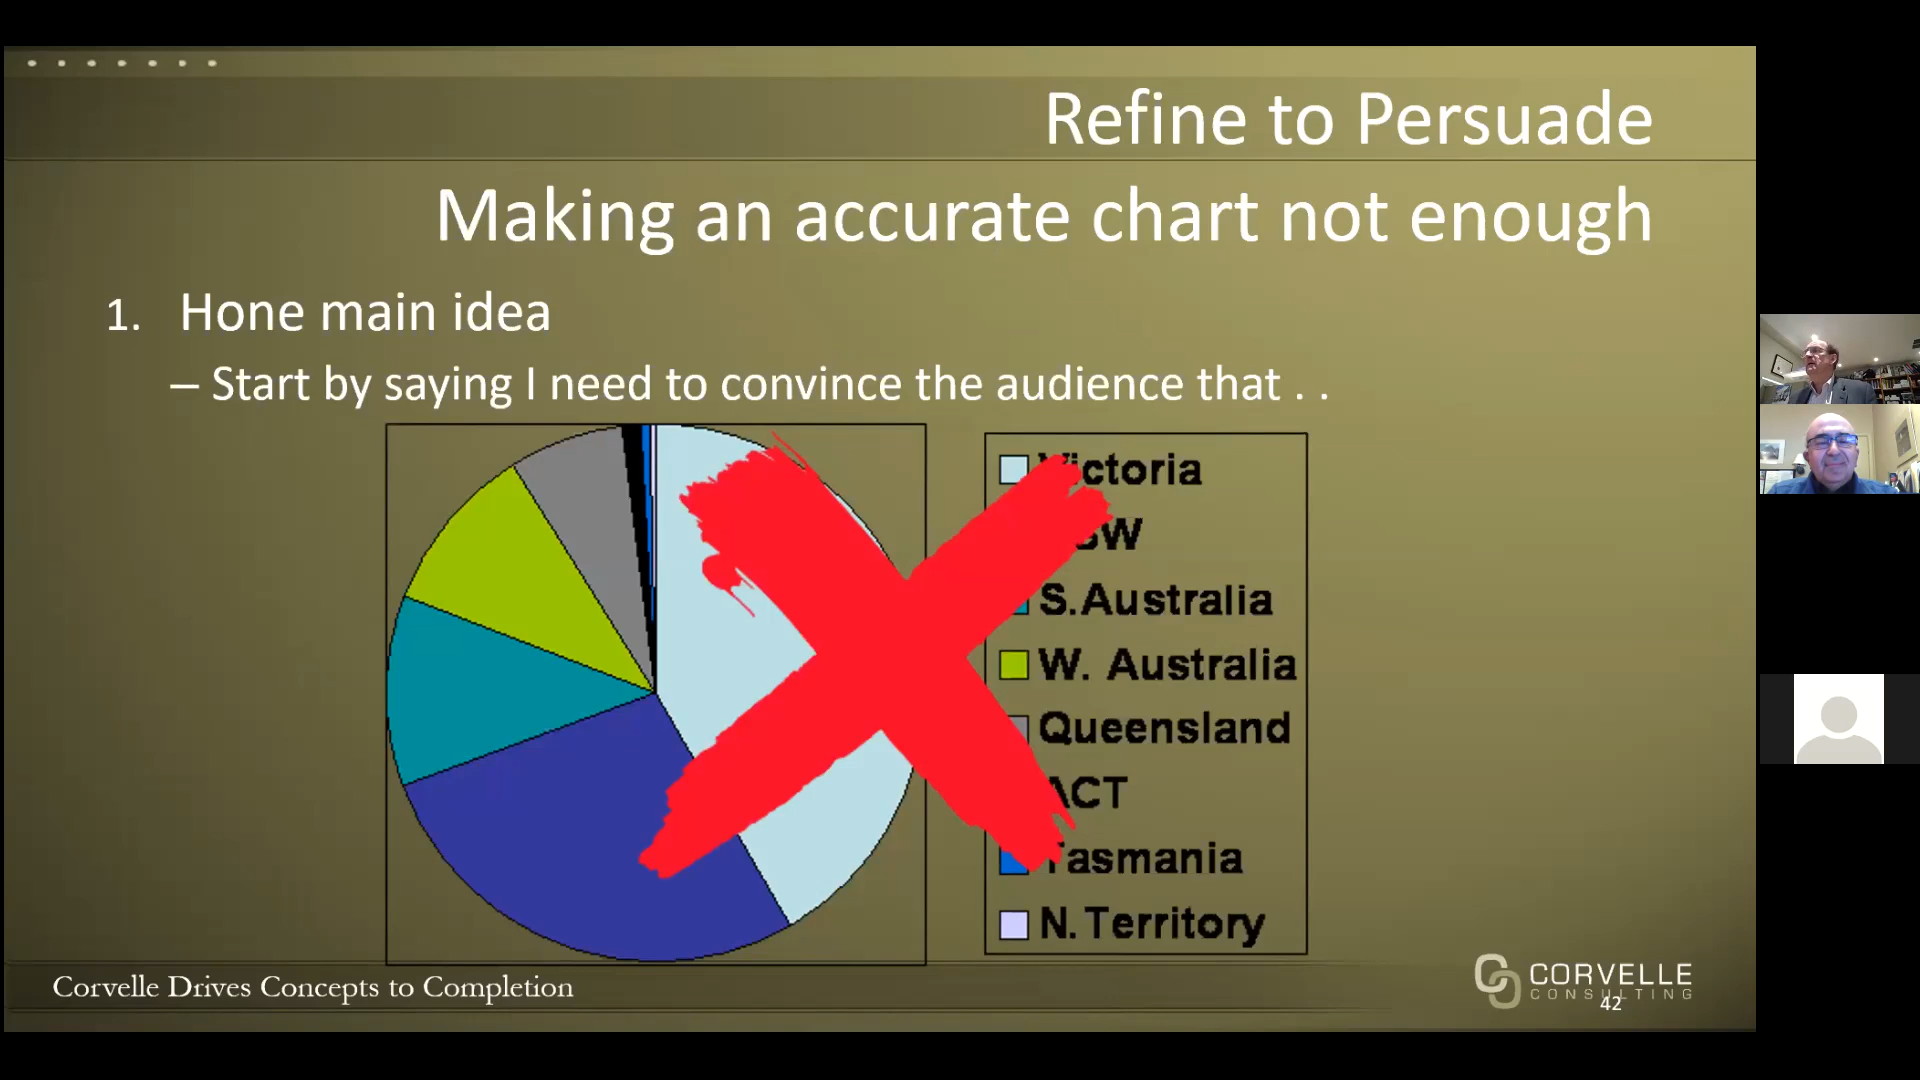 Refine to Persuade
Making an accurate chart not enough
1. Hone main idea
– Start by saying I need to convince the audience that . .
Victoria
S.Australia
W. Australia
Queensland
ACT
Tasmania
N.Territory
Corvelle Drives Concepts to Completion
CORVELLE
CONSULTING
42